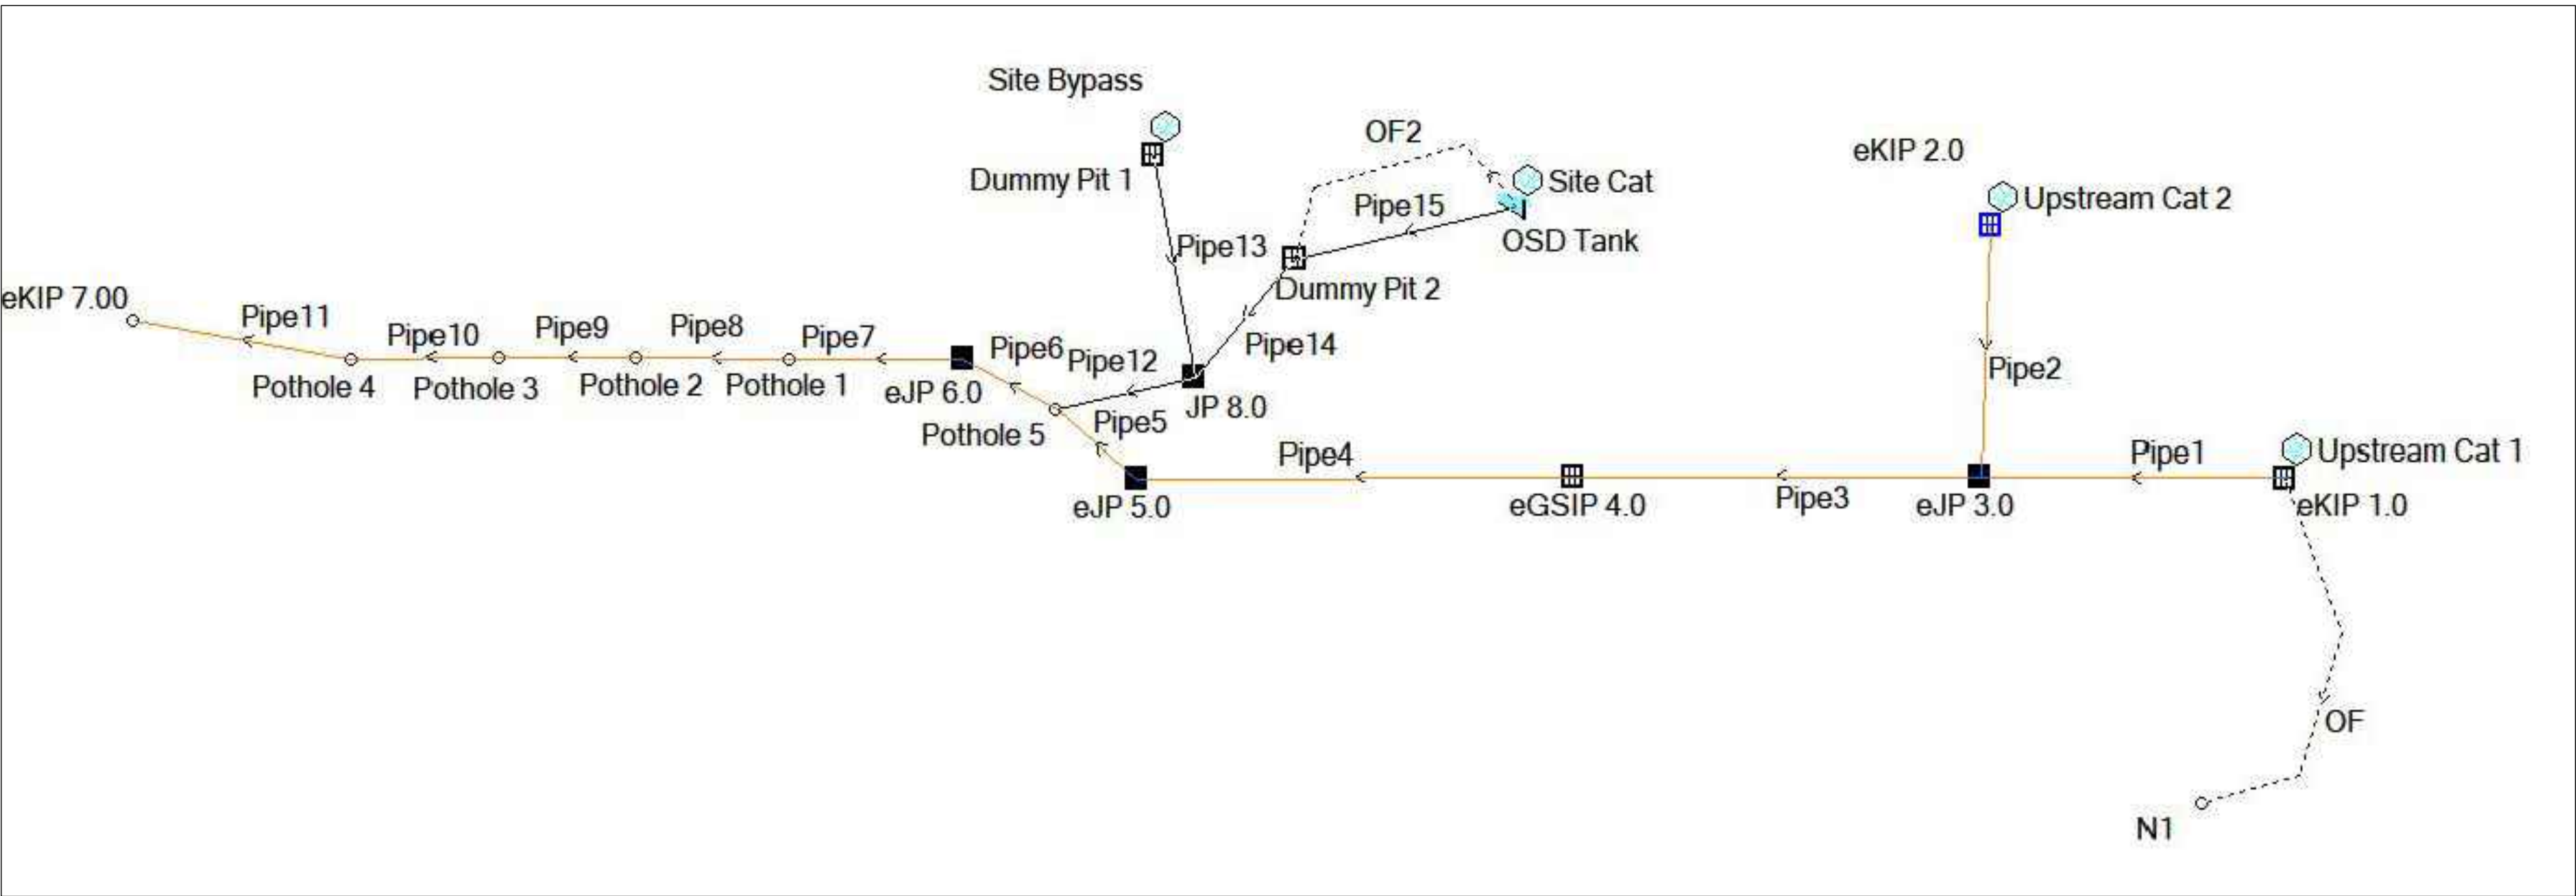 Site Bypass
OF2
eKIP 2.0
Dummy Pit 1
Site Cat
Upstream Cat 2
Pipe15
Pipe13
OSD Tank
eKIP 7.00
Dummy Pit 2
Pipe11
Pipe10
Pipe9
Pipe8
Pipe7
Pipe6
Pipe12
Pipe14
Pipe2
Pothole 4
Pothole 3
Pothole 2
Pothole 1
eJP 6.0
JP 8.0
Pothole 5
Pipe5
Pipe4
Pipe1
Upstream Cat 1
eJP 5.0
eGSIP 4.0
Pipe3
eJP 3.0
eKIP 1.0
OF
N1